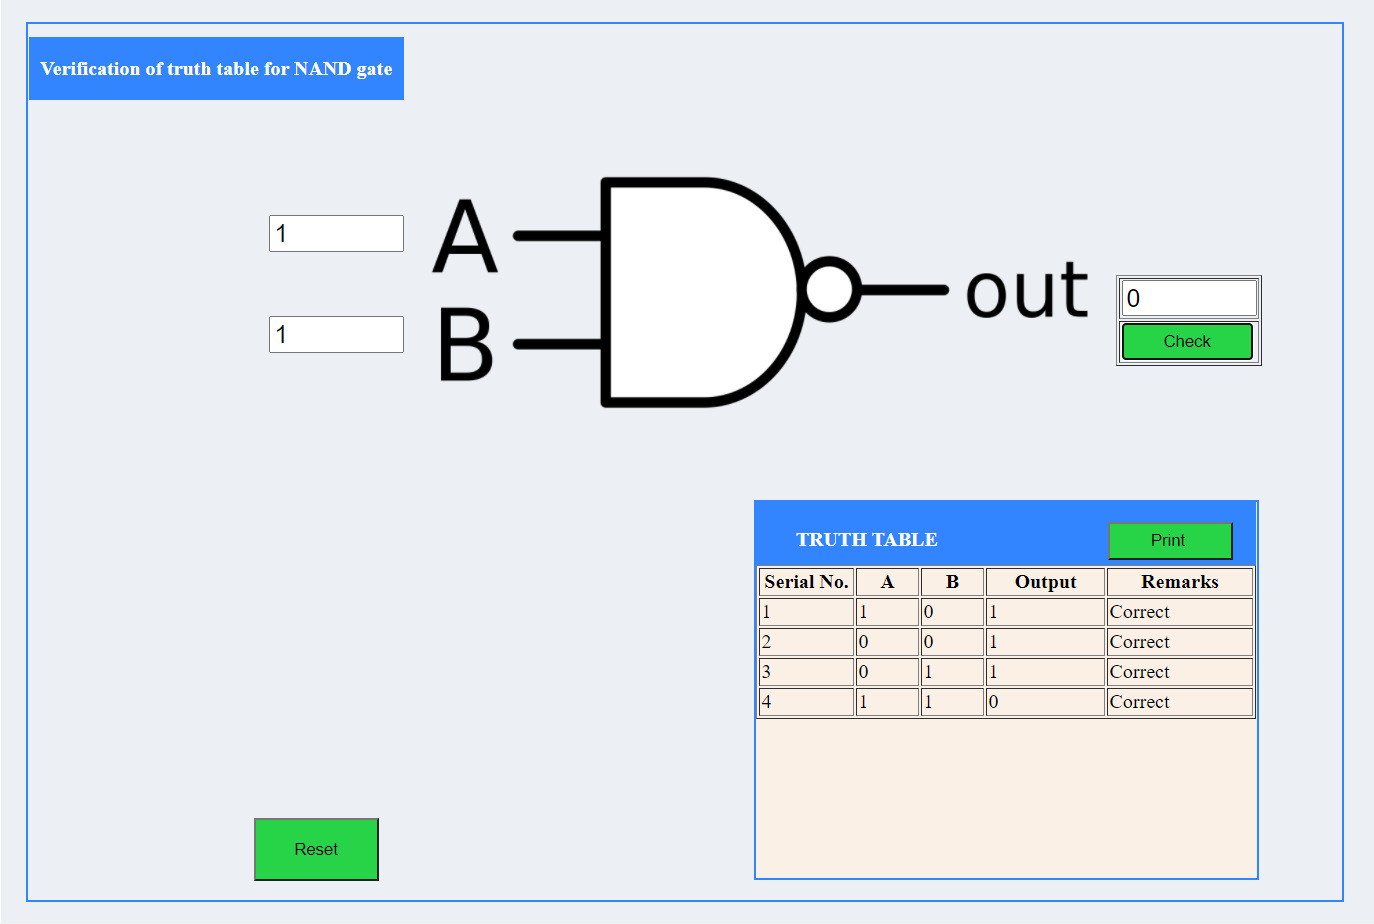 Verification of truth table for NAND gate
1 A
out 0
1 B
Check
TRUTH TABLE Print
Serial No. A B Output Remarks
1 1 0 1 Correct
2 0 0 1 Correct
3 0 1 1 Correct
4 1 1 0 Correct
Reset